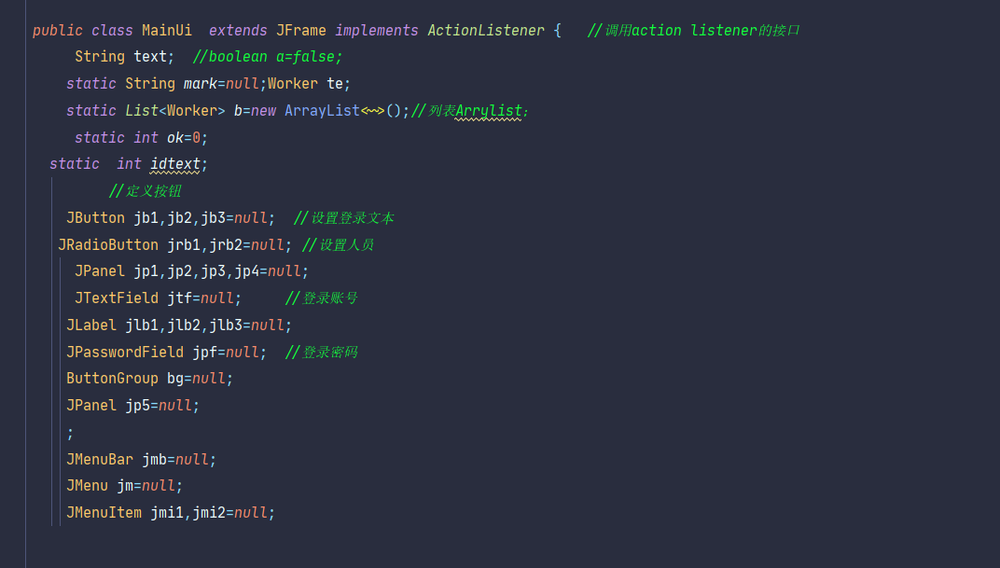 public class MainUi  extends JFrame implements ActionListener {   //调用action listener的接口
String text;  //boolean a=false;
static String mark=null;Worker te;
static List<Worker> b=new ArrayList<~>();//列表Arrylist;
static int ok=0;
static  int idtext;
//定义按钮
JButton jb1,jb2,jb3=null;  //设置登录文本
JRadioButton jrb1,jrb2=null; //设置人员
JPanel jp1,jp2,jp3,jp4=null;
JTextField jtf=null;     //登录账号
JLabel jlb1,jlb2,jlb3=null;
JPasswordField jpf=null;  //登录密码
ButtonGroup bg=null;
JPanel jp5=null;
;
JMenuBar jmb=null;
JMenu jm=null;
JMenuItem jmi1,jmi2=null;